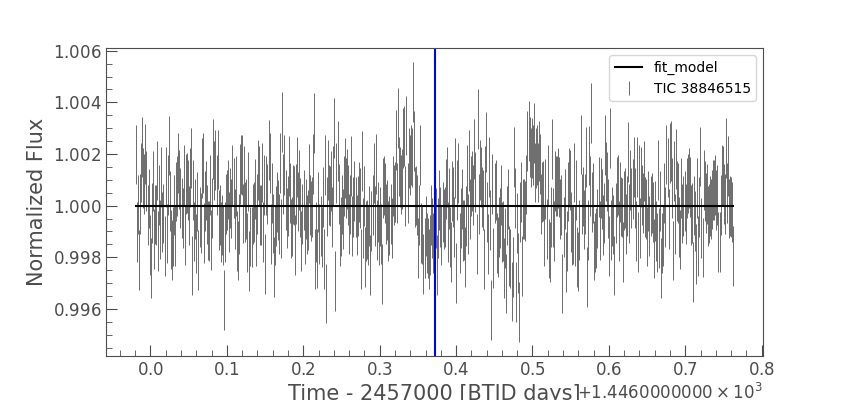 1.006
1.004
1.002
1.000
0.998
0.996
Normalized Flux
fit_model
TIC 38846515
0.0 0.1 0.2 0.3 0.4 0.5 0.6 0.7 0.8
Time - 2457000 [BTJD days]
+1.4460000000 × 10³